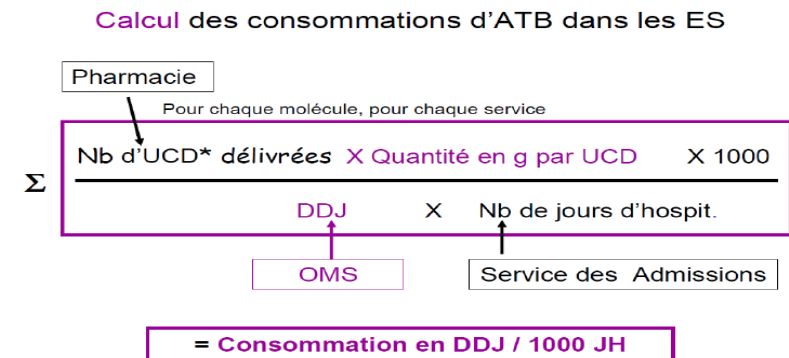 Calcul des consommations d'ATB dans les ES
Pharmacie
Pour chaque molécule, pour chaque service
Nb d'UCD* délivrées X Quantité en g par UCD X 1000
Σ
DDJ X Nb de jours d'hospit.
OMS Service des Admissions
= Consommation en DDJ / 1000 JH